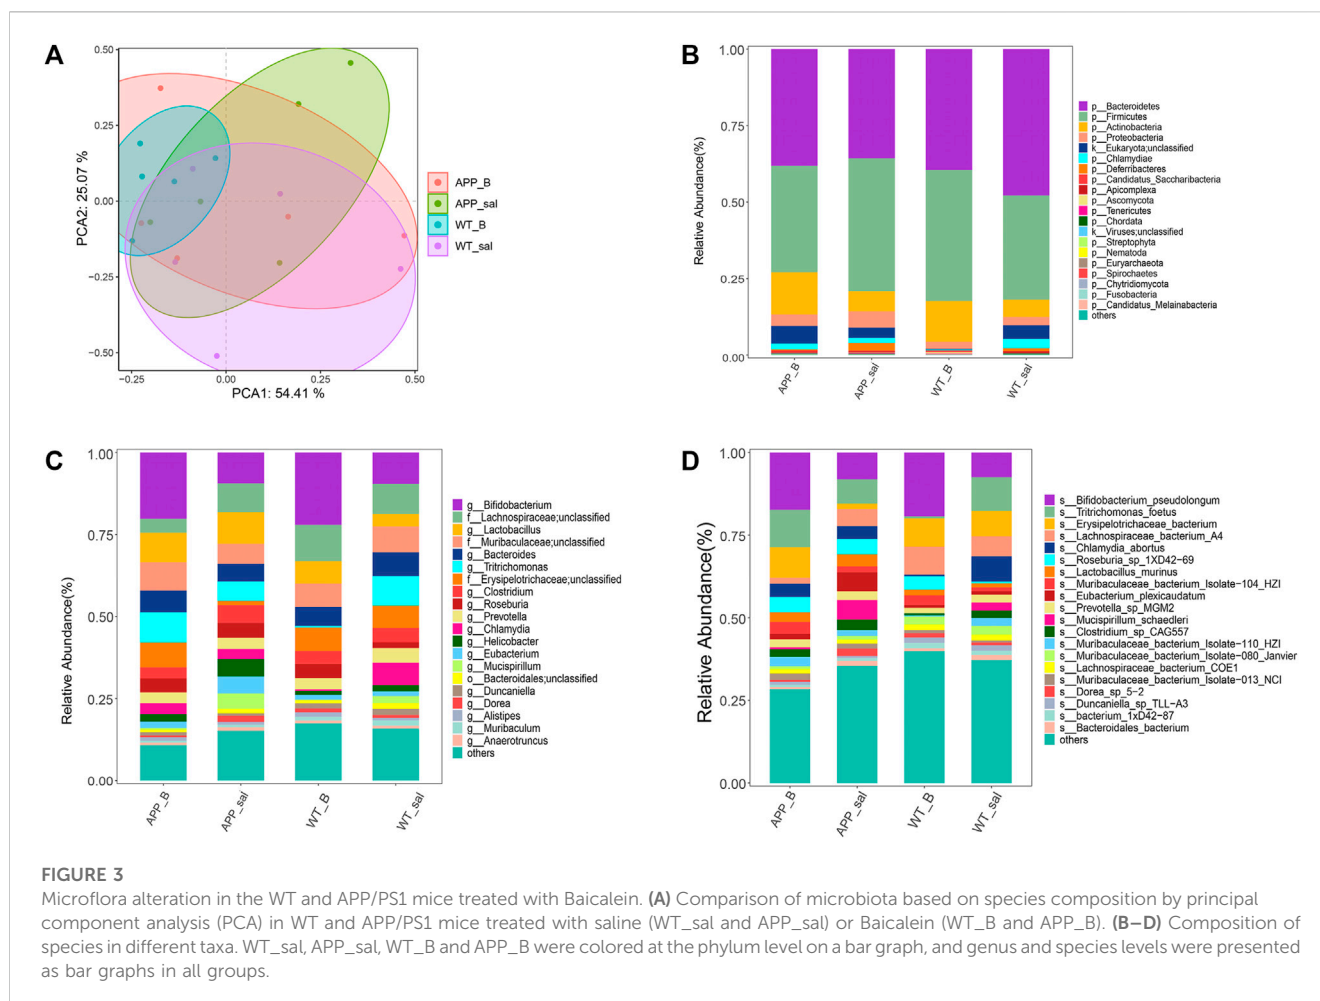 A
0.50
0.25
0.00
−0.25
−0.50
PCA2: 25.07 %
−0.25
0.00
0.25
0.50
PCA1: 54.41 %
APP_B
APP_sal
WT_B
WT_sal
B
1.00
0.75
0.50
0.25
0.00
Relative Abundance(%)
APP_B
APP_sal
WT_B
WT_sal
p__Bacteroidetes
p__Firmicutes
p__Actinobacteria
p__Proteobacteria
k__Eukaryota;unclassified
p__Chlamydiae
p__Deferribacteres
p__Candidatus_Saccharibacteria
p__Apicomplexa
p__Ascomycota
p__Tenericutes
p__Chordata
k__Viruses;unclassified
p__Streptophyta
p__Nematoda
p__Euryarchaeota
p__Spirochaetes
p__Chytridiomycota
p__Fusobacteria
p__Candidatus_Melainabacteria
others
C
1.00
0.75
0.50
0.25
0.00
Relative Abundance(%)
APP_B
APP_sal
WT_B
WT_sal
g__Bifidobacterium
f__Lachnospiraceae;unclassified
g__Lactobacillus
f__Muribaculaceae;unclassified
g__Bacteroides
g__Tritrichomonas
f__Erysipelotrichaceae;unclassified
g__Clostridium
g__Roseburia
g__Prevotella
g__Chlamydia
g__Helicobacter
g__Eubacterium
g__Mucispirillum
o__Bacteroidales;unclassified
g__Duncaniella
g__Dorea
g__Alistipes
g__Muribaculum
g__Anaerotruncus
others
D
1.00
0.75
0.50
0.25
0.00
Relative Abundance(%)
APP_B
APP_sal
WT_B
WT_sal
s__Bifidobacterium_pseudolongum
s__Tritrichomonas_foetus
s__Erysipelotrichaceae_bacterium
s__Lachnospiraceae_bacterium_A4
s__Chlamydia_abortus
s__Roseburia_sp_1XD42−69
s__Lactobacillus_murinus
s__Muribaculaceae_bacterium_Isolate−104_HZI
s__Eubacterium_plexicaudatum
s__Prevotella_sp_MGM2
s__Mucispirillum_schaedleri
s__Clostridium_sp_CAG557
s__Muribaculaceae_bacterium_Isolate−110_HZI
s__Muribaculaceae_bacterium_Isolate−080_Janvier
s__Lachnospiraceae_bacterium_COE1
s__Muribaculaceae_bacterium_Isolate−013_NCI
s__Dorea_sp_5−2
s__Duncaniella_sp_TLL−A3
s__bacterium_1xD42−87
s__Bacteroidales_bacterium
others
FIGURE 3
Microflora alteration in the WT and APP/PS1 mice treated with Baicalein. (A) Comparison of microbiota based on species composition by principal
component analysis (PCA) in WT and APP/PS1 mice treated with saline (WT_sal and APP_sal) or Baicalein (WT_B and APP_B). (B–D) Composition of
species in different taxa. WT_sal, APP_sal, WT_B and APP_B were colored at the phylum level on a bar graph, and genus and species levels were presented
as bar graphs in all groups.